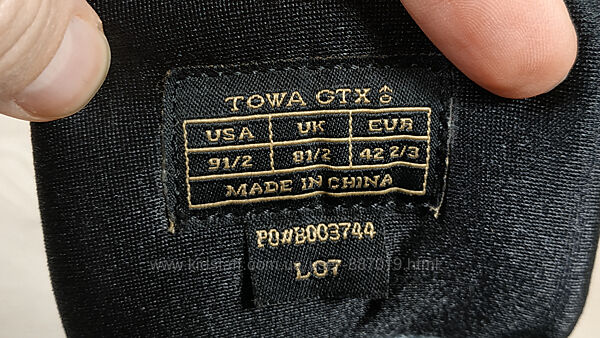 TOWA GTX
USA UK EUR
9 1/2 8 1/2 42 2/3
MADE IN CHINA
PO#B003744
L07